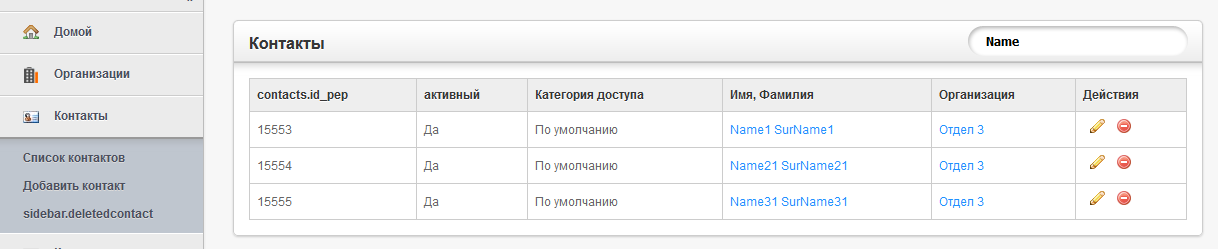 Домой
Организации
Контакты
Список контактов
Добавить контакт
sidebar.deletedcontact
Контакты
Name
contacts.id_pep активный Категория доступа Имя, Фамилия Организация Действия
15553 Да По умолчанию Name1 SurName1 Отдел 3
15554 Да По умолчанию Name21 SurName21 Отдел 3
15555 Да По умолчанию Name31 SurName31 Отдел 3